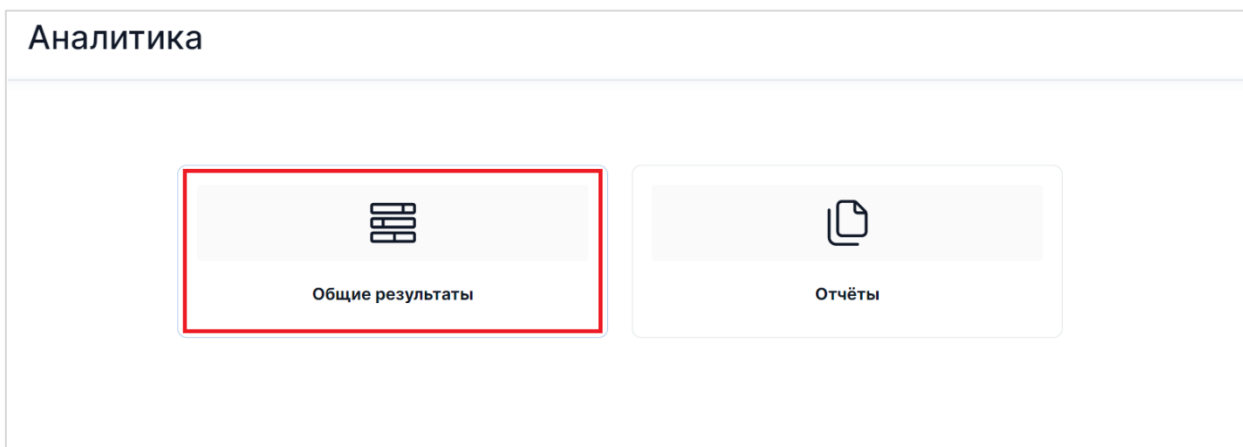 Аналитика
Общие результаты
Отчёты